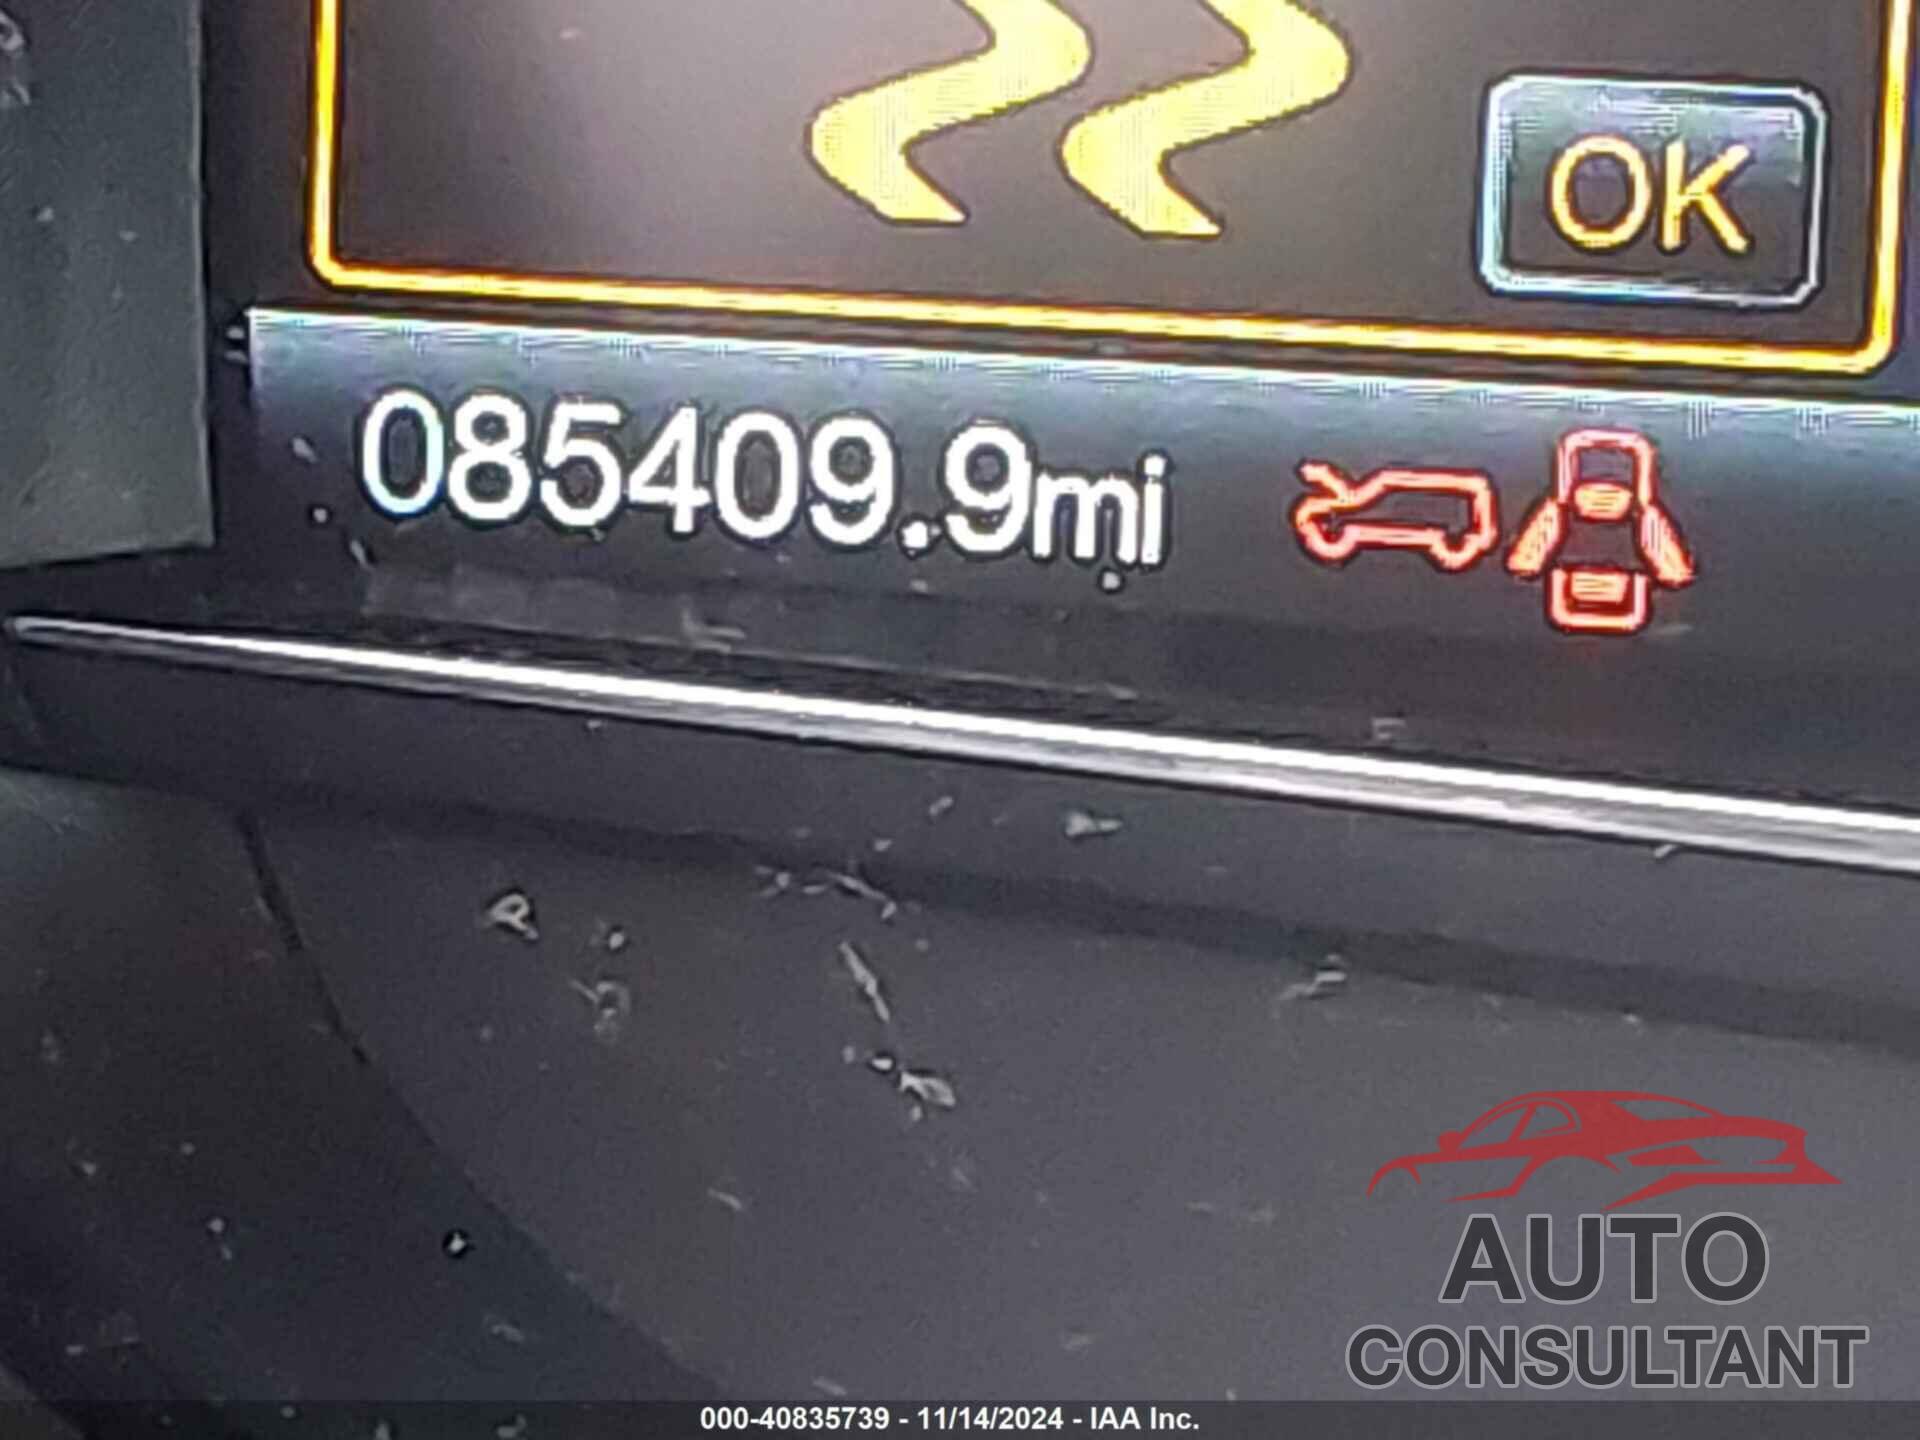 OK
085409.9mi
AUTO
CONSULTANT
000-40835739 - 11/14/2024 - IAA Inc.